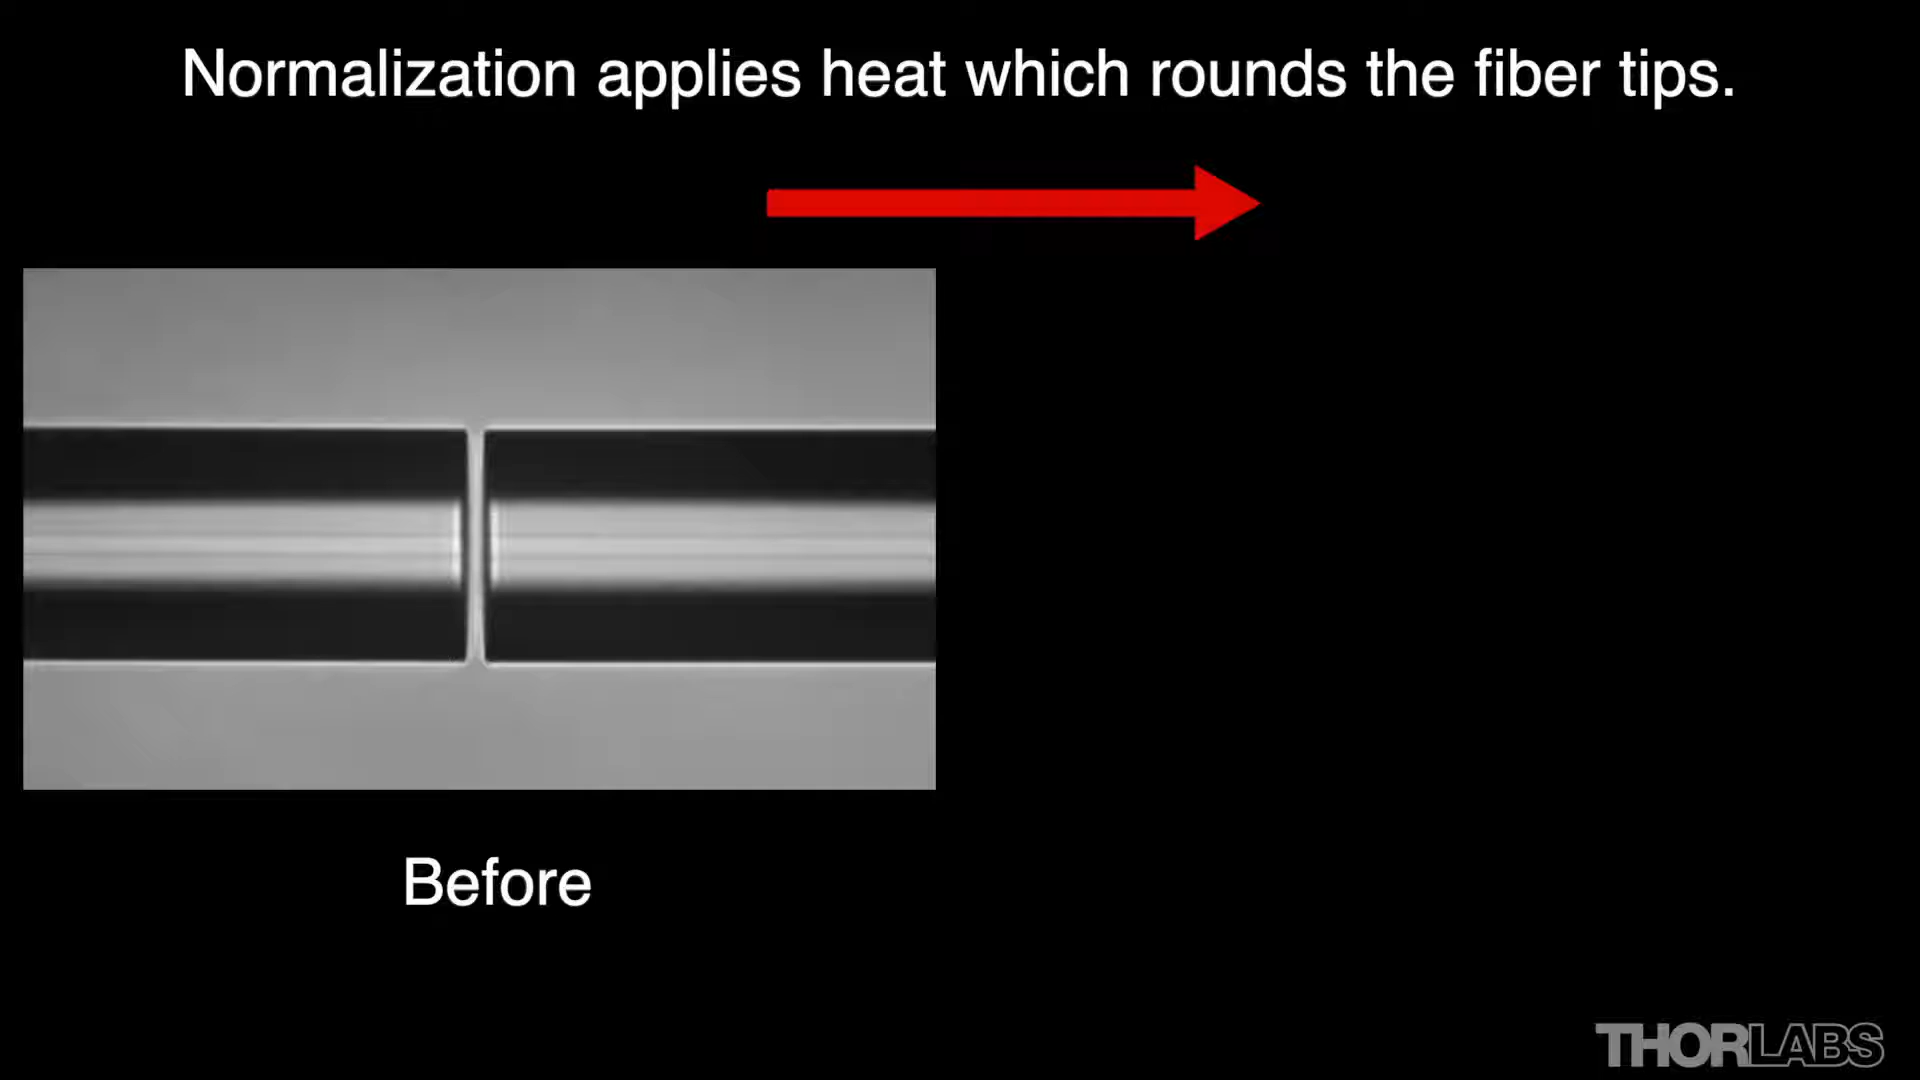 Normalization applies heat which rounds the fiber tips.
Before
THORLABS